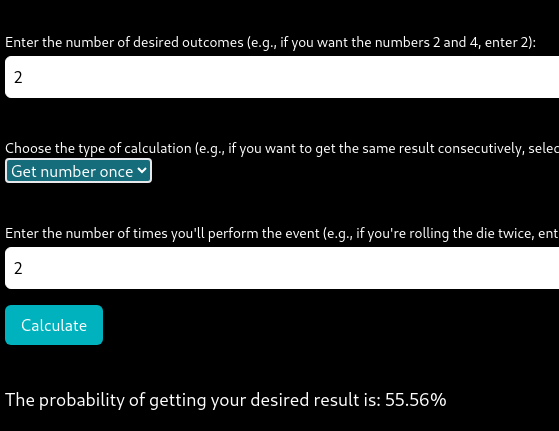 Enter the number of desired outcomes (e.g., if you want the numbers 2 and 4, enter 2):
2
Choose the type of calculation (e.g., if you want to get the same result consecutively, selec
Get number once
Enter the number of times you'll perform the event (e.g., if you're rolling the die twice, ent
2
Calculate
The probability of getting your desired result is: 55.56%